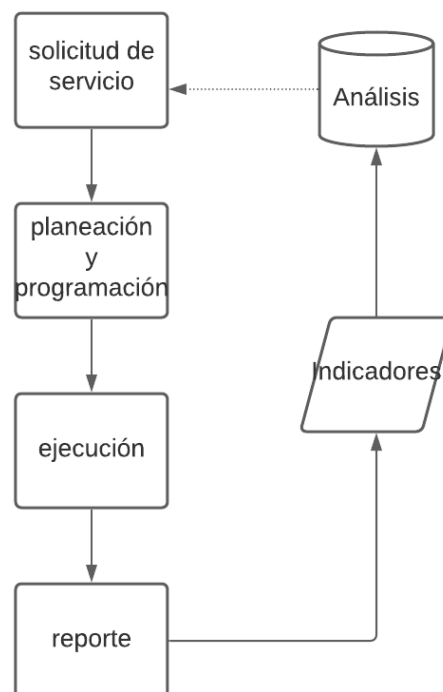 solicitud de
servicio
Análisis
planeación
y
programación
Indicadores
ejecución
reporte